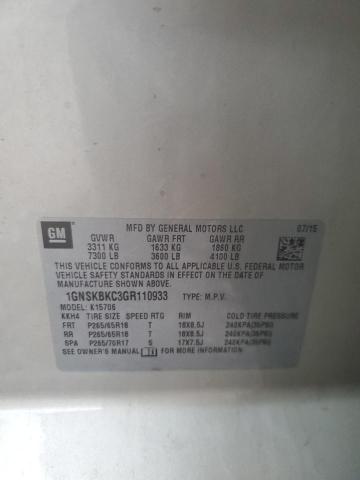 GM
MFD BY GENERAL MOTORS LLC 07/15
GVWR GAWR FRT GAWR RR
3311 KG 1633 KG 1860 KG
7300 LB 3600 LB 4100 LB
THIS VEHICLE CONFORMS TO ALL APPLICABLE U.S. FEDERAL MOTOR
VEHICLE SAFETY STANDARDS IN EFFECT ON THE DATE OF
MANUFACTURE SHOWN ABOVE.
1GNSKBKC3GR110933 TYPE: M.P.V.
MODEL: K15706
KKH4 TIRE SIZE SPEED RTG RIM COLD TIRE PRESSURE
FRT P265/65R18 T 18X8.5J 240KPA(35PSI)
RR P265/65R18 T 18X8.5J 240KPA(35PSI)
SPA P265/70R17 S 17X7.5J 240KPA(35PSI)
SEE OWNER'S MANUAL FOR MORE INFORMATION